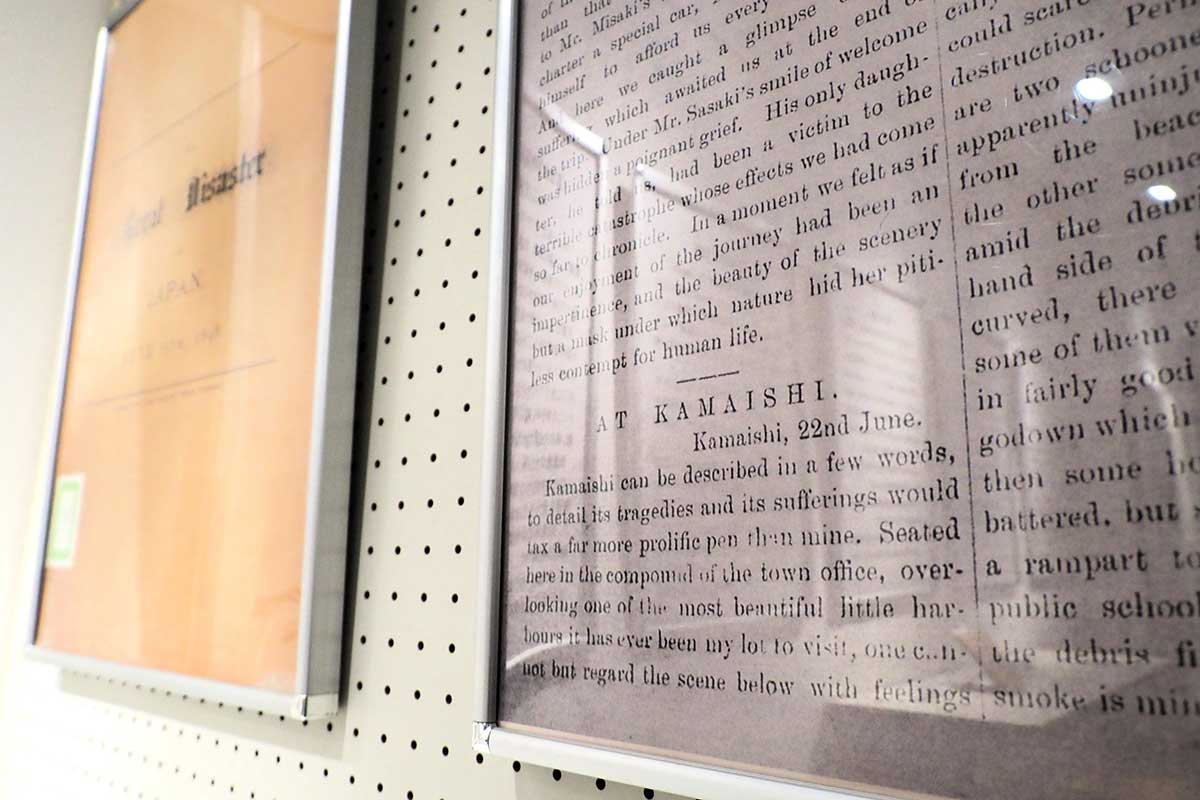 Great Disaster
JAPAN
than that
to Mr. Misaki's
charter a special car,
himself to afford us every
And here we caught a glimpse
which awaited us at the end
the trip. Under Mr. Sasaki's smile of welcome
was hidden a poignant grief. His only daugh-
ter, he told us, had been a victim to the
terrible catastrophe whose effects we had come
so far to chronicle. In a moment we felt as if
our enjoyment of the journey had been an
impertinence, and the beauty of the scenery
but a mask under which nature hid her piti-
less contempt for human life.
AT KAMAISHI.
Kamaishi, 22nd June.
Kamaishi can be described in a few words,
to detail its tragedies and its sufferings would
tax a far more prolific pen than mine. Seated
here in the compound of the town office, over-
looking one of the most beautiful little har-
bours it has ever been my lot to visit, one can-
not but regard the scene below with feelings
could
destruction.
are two
apparently
from the
the other
amid the
hand side of
curved, there
some of them
in fairly good
godown which
then some
battered, but
a rampart
public school
the debris
smoke is